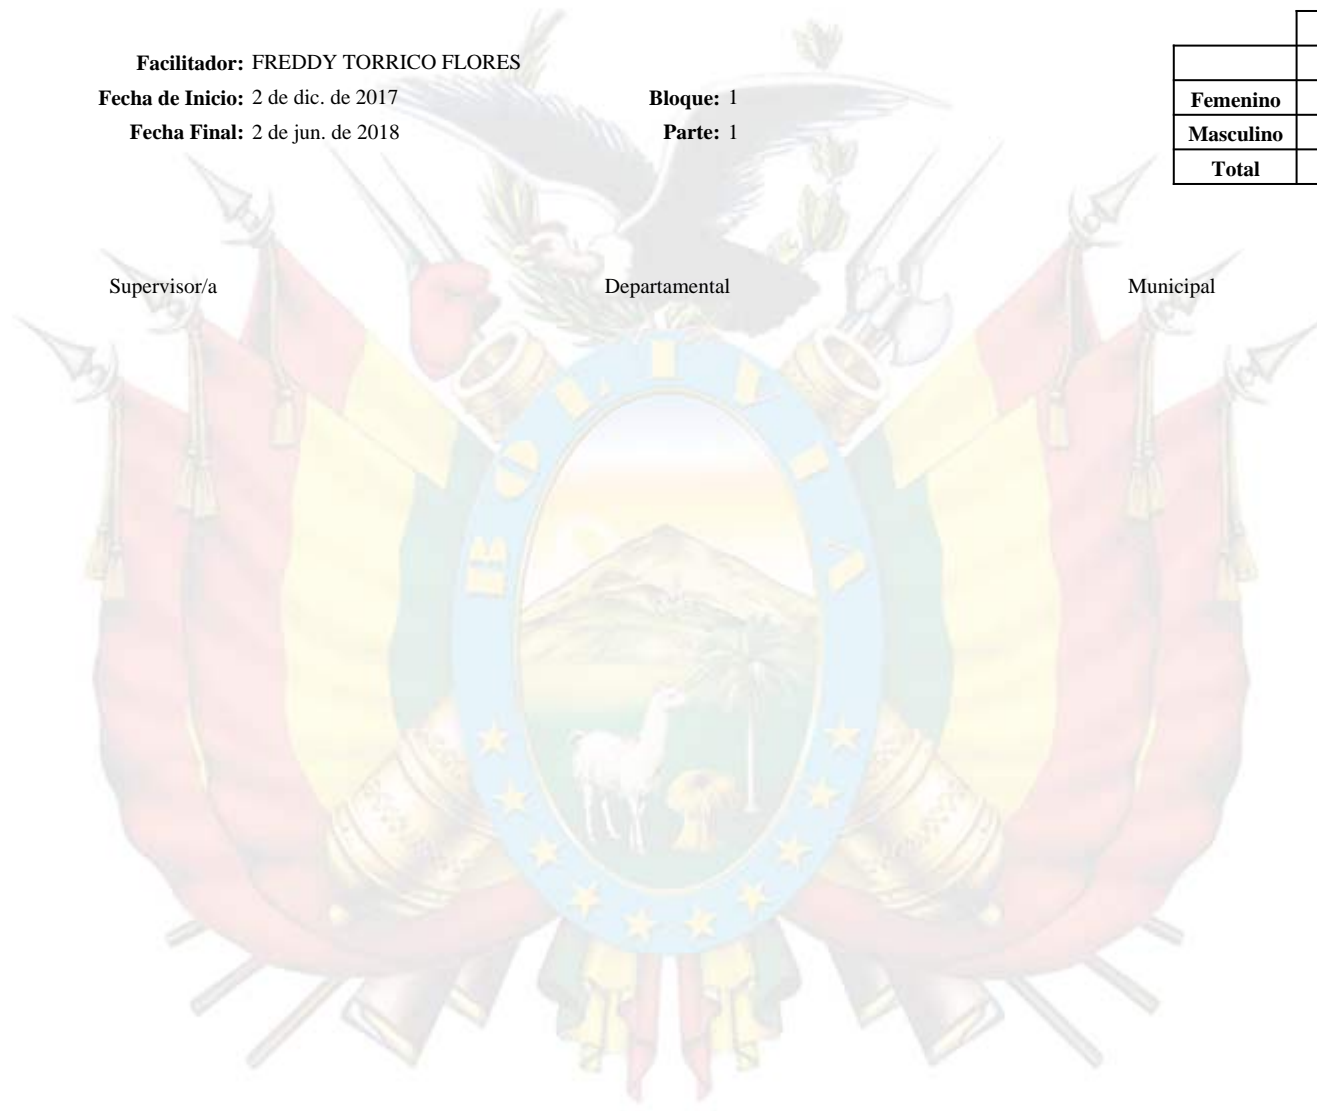 Facilitador: FREDDY TORRICO FLORES
Fecha de Inicio: 2 de dic. de 2017 Bloque: 1
Fecha Final: 2 de jun. de 2018 Parte: 1
Femenino
Masculino
Total
Supervisor/a Departamental Municipal
BOLIVIA